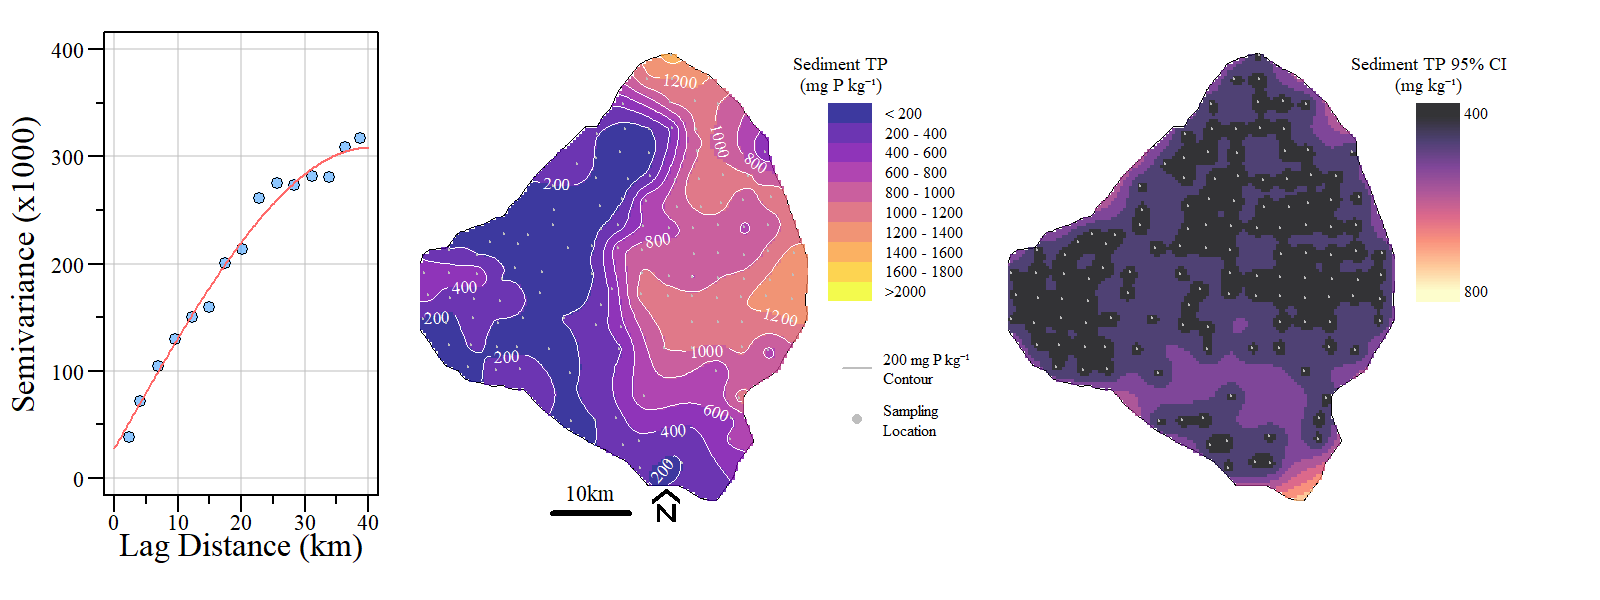 Semivariance (x1000)
400
300
200
100
0
0 10 20 30 40
Lag Distance (km)
1200
1000
800
200
800
400
200
1200
200
1000
600
400
200
10km
N
Sediment TP
(mg P kg⁻¹)
< 200
200 - 400
400 - 600
600 - 800
800 - 1000
1000 - 1200
1200 - 1400
1400 - 1600
1600 - 1800
>2000
200 mg P kg⁻¹
Contour
Sampling
Location
Sediment TP 95% CI
(mg kg⁻¹)
400
800